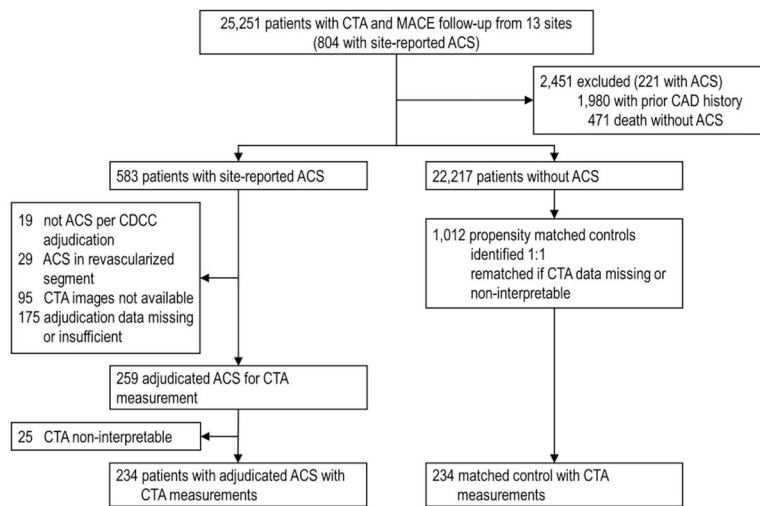 25,251 patients with CTA and MACE follow-up from 13 sites
(804 with site-reported ACS)
2,451 excluded (221 with ACS)
1,980 with prior CAD history
471 death without ACS
583 patients with site-reported ACS
22,217 patients without ACS
19 not ACS per CDCC
adjudication
29 ACS in revascularized
segment
95 CTA images not available
175 adjudication data missing
or insufficient
1,012 propensity matched controls
identified 1:1
rematched if CTA data missing or
non-interpretable
259 adjudicated ACS for CTA
measurement
25 CTA non-interpretable
234 patients with adjudicated ACS with
CTA measurements
234 matched control with CTA
measurements